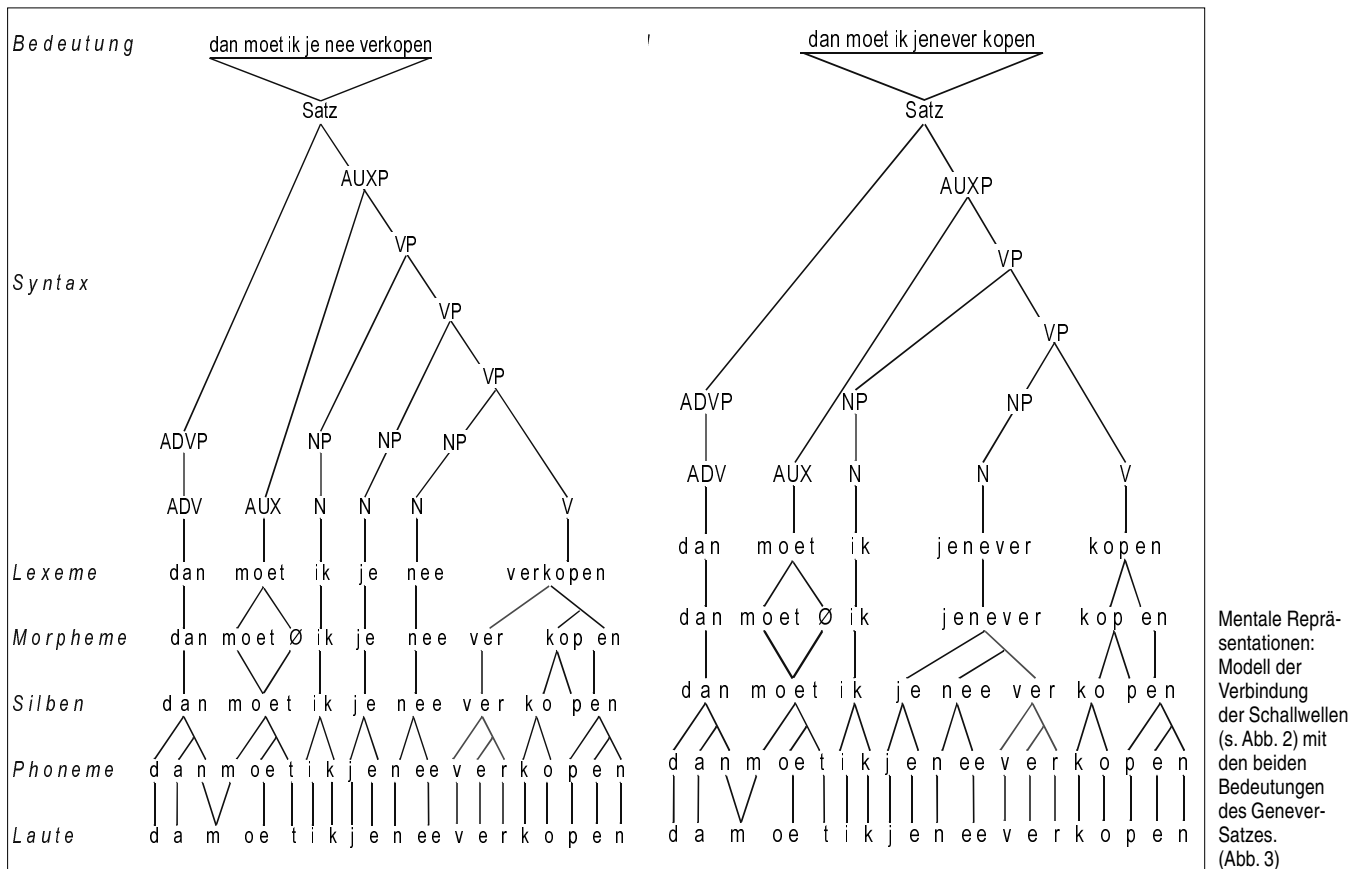 Bedeutung dan moet ik je nee verkopen dan moet ik jenever kopen
Satz Satz
AUXP AUXP
VP VP
Syntax
VP VP
VP
ADVP NP NP
ADVP NP NP NP
ADV AUX N N V
ADV AUX N N N V
dan moet ik jenever kopen
Lexeme dan moet ik je nee verkopen
dan moet Ø ik jenever kop en
Morpheme dan moet Ø ik je nee ver kop en
Silben dan moet ik je nee ver ko pen dan moet ik je nee ver ko pen
Phoneme d a n m oe t i k j e n ee v e r k o p e n d a n m oe t i k j e n ee v e r k o p e n
Laute d a m oe t i k j e n ee v e r k o p e n d a m oe t i k j e n ee v e r k o p e n
Mentale Reprä-
sentationen:
Modell der
Verbindung
der Schallwellen
(s. Abb. 2) mit
den beiden
Bedeutungen
des Genever-
Satzes.
(Abb. 3)